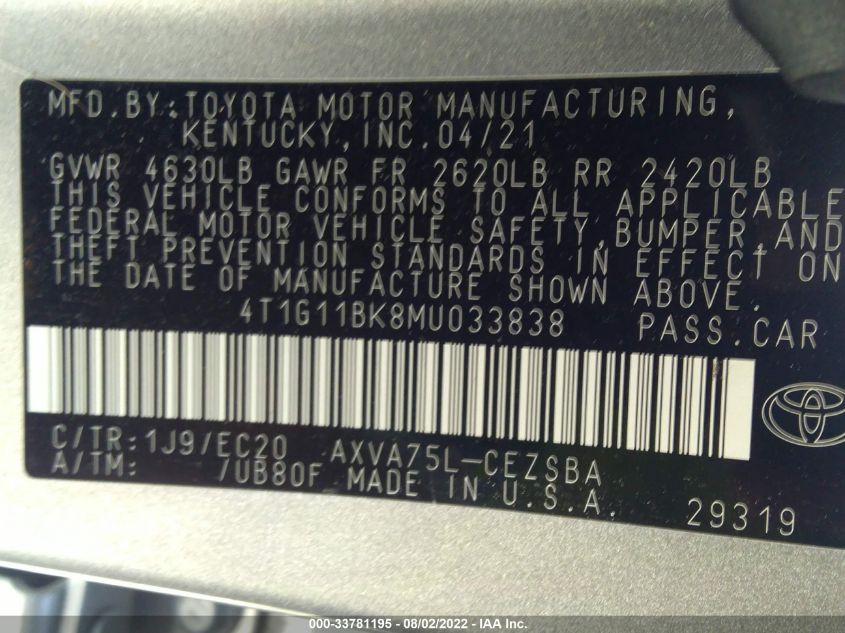 MFD.BY:TOYOTA MOTOR MANUFACTURING,
KENTUCKY,INC.04/21
GVWR 4630LB GAWR FR 2620LB RR 2420LB
THIS VEHICLE CONFORMS TO ALL APPLICABLE
FEDERAL MOTOR VEHICLE SAFETY,BUMPER,AND
THEFT PREVENTION STANDARDS IN EFFECT ON
THE DATE OF MANUFACTURE SHOWN ABOVE.
4T1G11BK8MU033838 PASS.CAR
C/TR:1J9/EC20 AXVA75L-CEZSBA
A/TM: 7UB80F MADE IN U.S.A.
29319
000-33781195 - 08/02/2022 - IAA Inc.